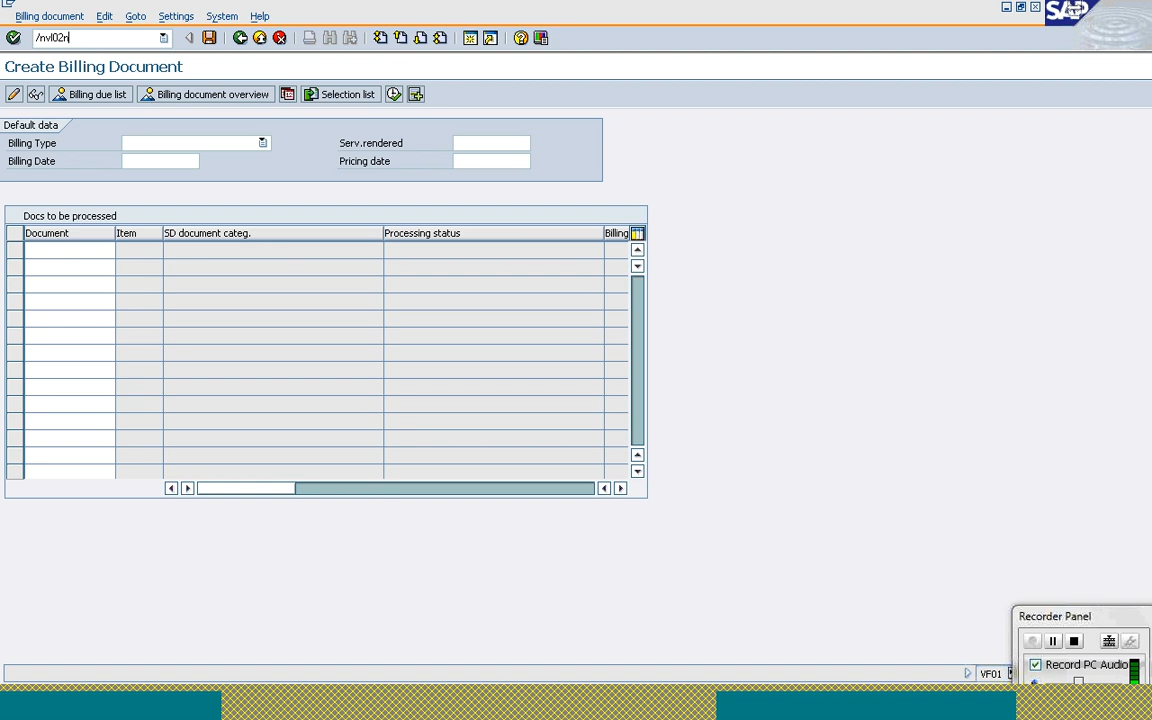 Billing document Edit Goto Settings System Help
SAP
/nvl02n
Create Billing Document
Billing due list Billing document overview Selection list
Default data
Billing Type Serv.rendered
Billing Date Pricing date
Docs to be processed
Document Item SD document categ. Processing status Billing
Recorder Panel
Record PC Audio
VF01